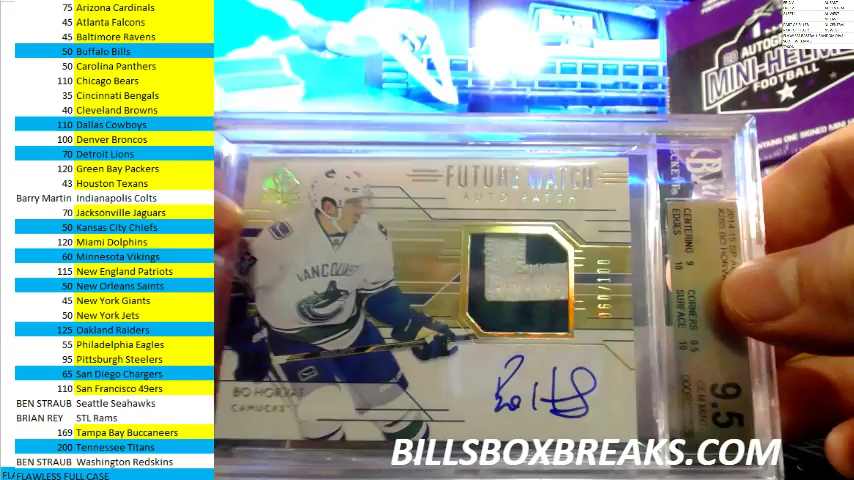 75 Arizona Cardinals
45 Atlanta Falcons
45 Baltimore Ravens
50 Buffalo Bills
50 Carolina Panthers
110 Chicago Bears
35 Cincinnati Bengals
40 Cleveland Browns
110 Dallas Cowboys
100 Denver Broncos
70 Detroit Lions
120 Green Bay Packers
43 Houston Texans
Barry Martin Indianapolis Colts
70 Jacksonville Jaguars
50 Kansas City Chiefs
120 Miami Dolphins
60 Minnesota Vikings
115 New England Patriots
50 New Orleans Saints
45 New York Giants
50 New York Jets
125 Oakland Raiders
55 Philadelphia Eagles
95 Pittsburgh Steelers
65 San Diego Chargers
110 San Francisco 49ers
BEN STRAUB Seattle Seahawks
BRIAN REY STL Rams
169 Tampa Bay Buccaneers
200 Tennessee Titans
BEN STRAUB Washington Redskins
FLAWLESS FULL CASE
FUTURE WATCH
AUTO PATCH
VANCOUVER
060/100
BO HORVAT
CANUCKS
Bo H
MINI-HELMET
FOOTBALL
CENTERING 9
CORNERS 9.5
EDGES 10
SURFACE 10
9.5
GEM MINT
BILLSBOXBREAKS.COM